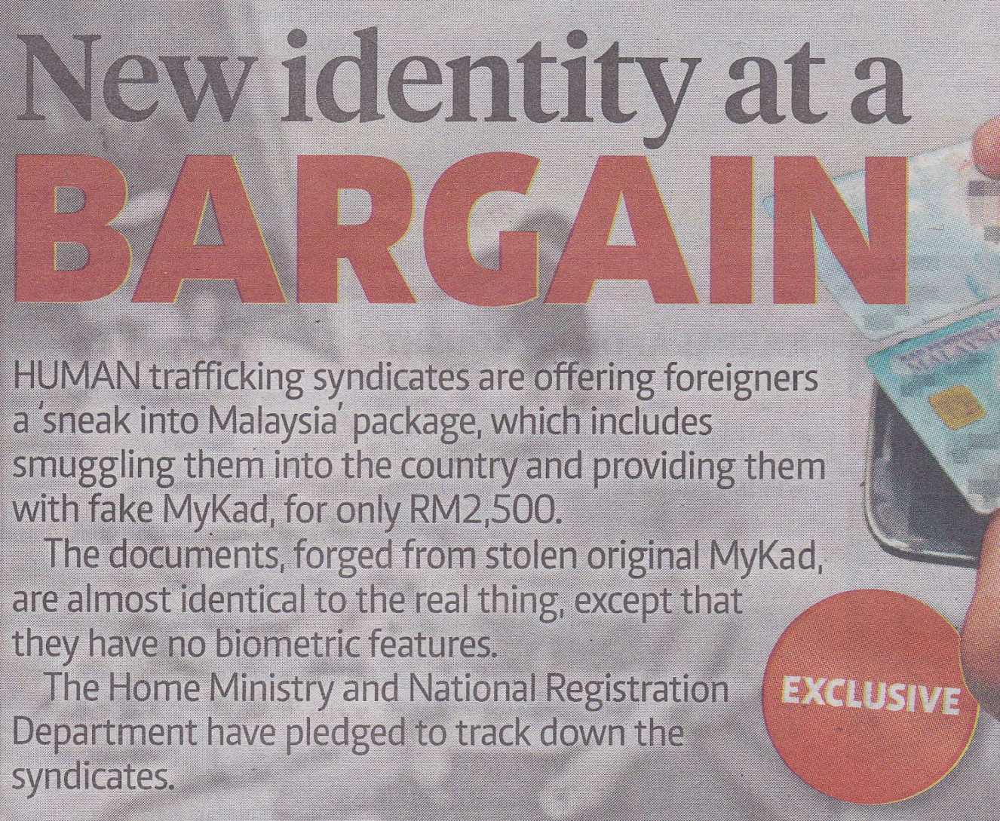 New identity at a
BARGAIN
HUMAN trafficking syndicates are offering foreigners
a 'sneak into Malaysia' package, which includes
smuggling them into the country and providing them
with fake MyKad, for only RM2,500.
The documents, forged from stolen original MyKad,
are almost identical to the real thing, except that
they have no biometric features.
The Home Ministry and National Registration
Department have pledged to track down the
syndicates.
EXCLUSIVE